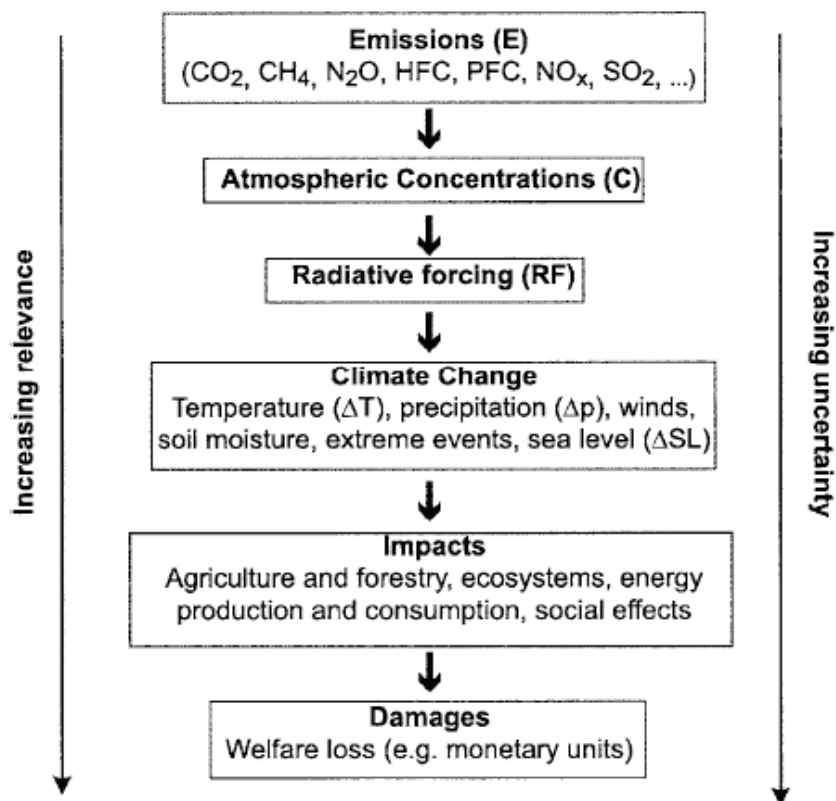 Emissions (E)
(CO₂, CH₄, N₂O, HFC, PFC, NOₓ, SO₂, ...)
Atmospheric Concentrations (C)
Radiative forcing (RF)
Climate Change
Temperature (ΔT), precipitation (Δp), winds,
soil moisture, extreme events, sea level (ΔSL)
Impacts
Agriculture and forestry, ecosystems, energy
production and consumption, social effects
Damages
Welfare loss (e.g. monetary units)
Increasing relevance
Increasing uncertainty